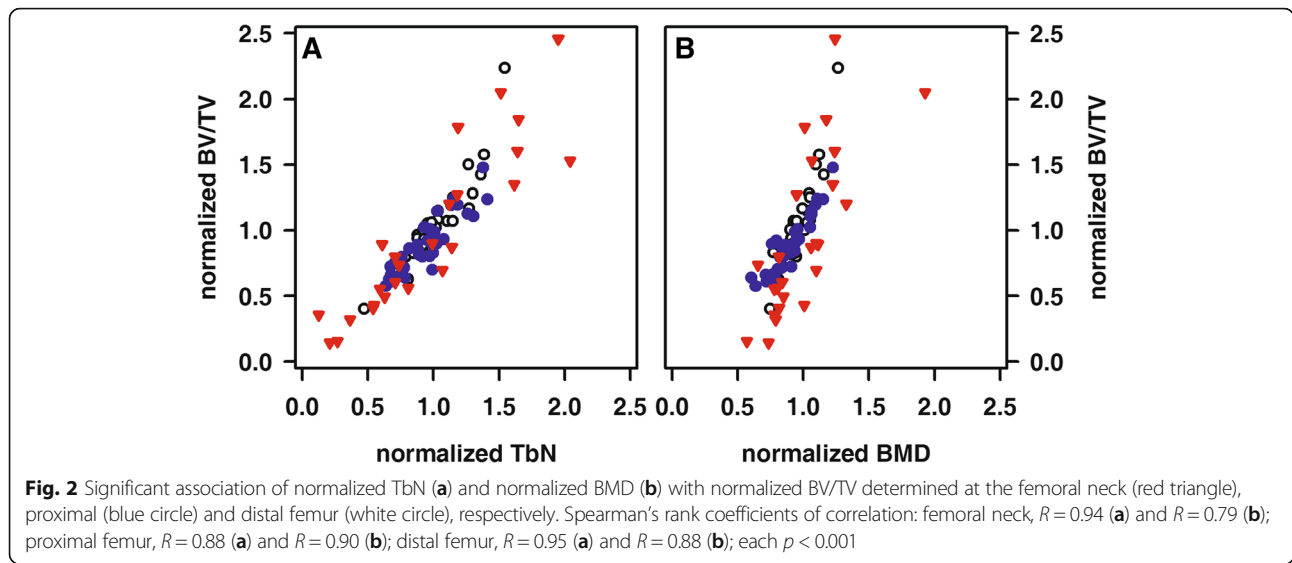 A
B
2.5
2.0
1.5
1.0
0.5
0.0
normalized BV/TV
2.5
2.0
1.5
1.0
0.5
0.0
normalized BV/TV
0.0 0.5 1.0 1.5 2.0 2.5
0.0 0.5 1.0 1.5 2.0 2.5
normalized TbN
normalized BMD
Fig. 2 Significant association of normalized TbN (a) and normalized BMD (b) with normalized BV/TV determined at the femoral neck (red triangle),
proximal (blue circle) and distal femur (white circle), respectively. Spearman's rank coefficients of correlation: femoral neck, R = 0.94 (a) and R = 0.79 (b);
proximal femur, R = 0.88 (a) and R = 0.90 (b); distal femur, R = 0.95 (a) and R = 0.88 (b); each p < 0.001